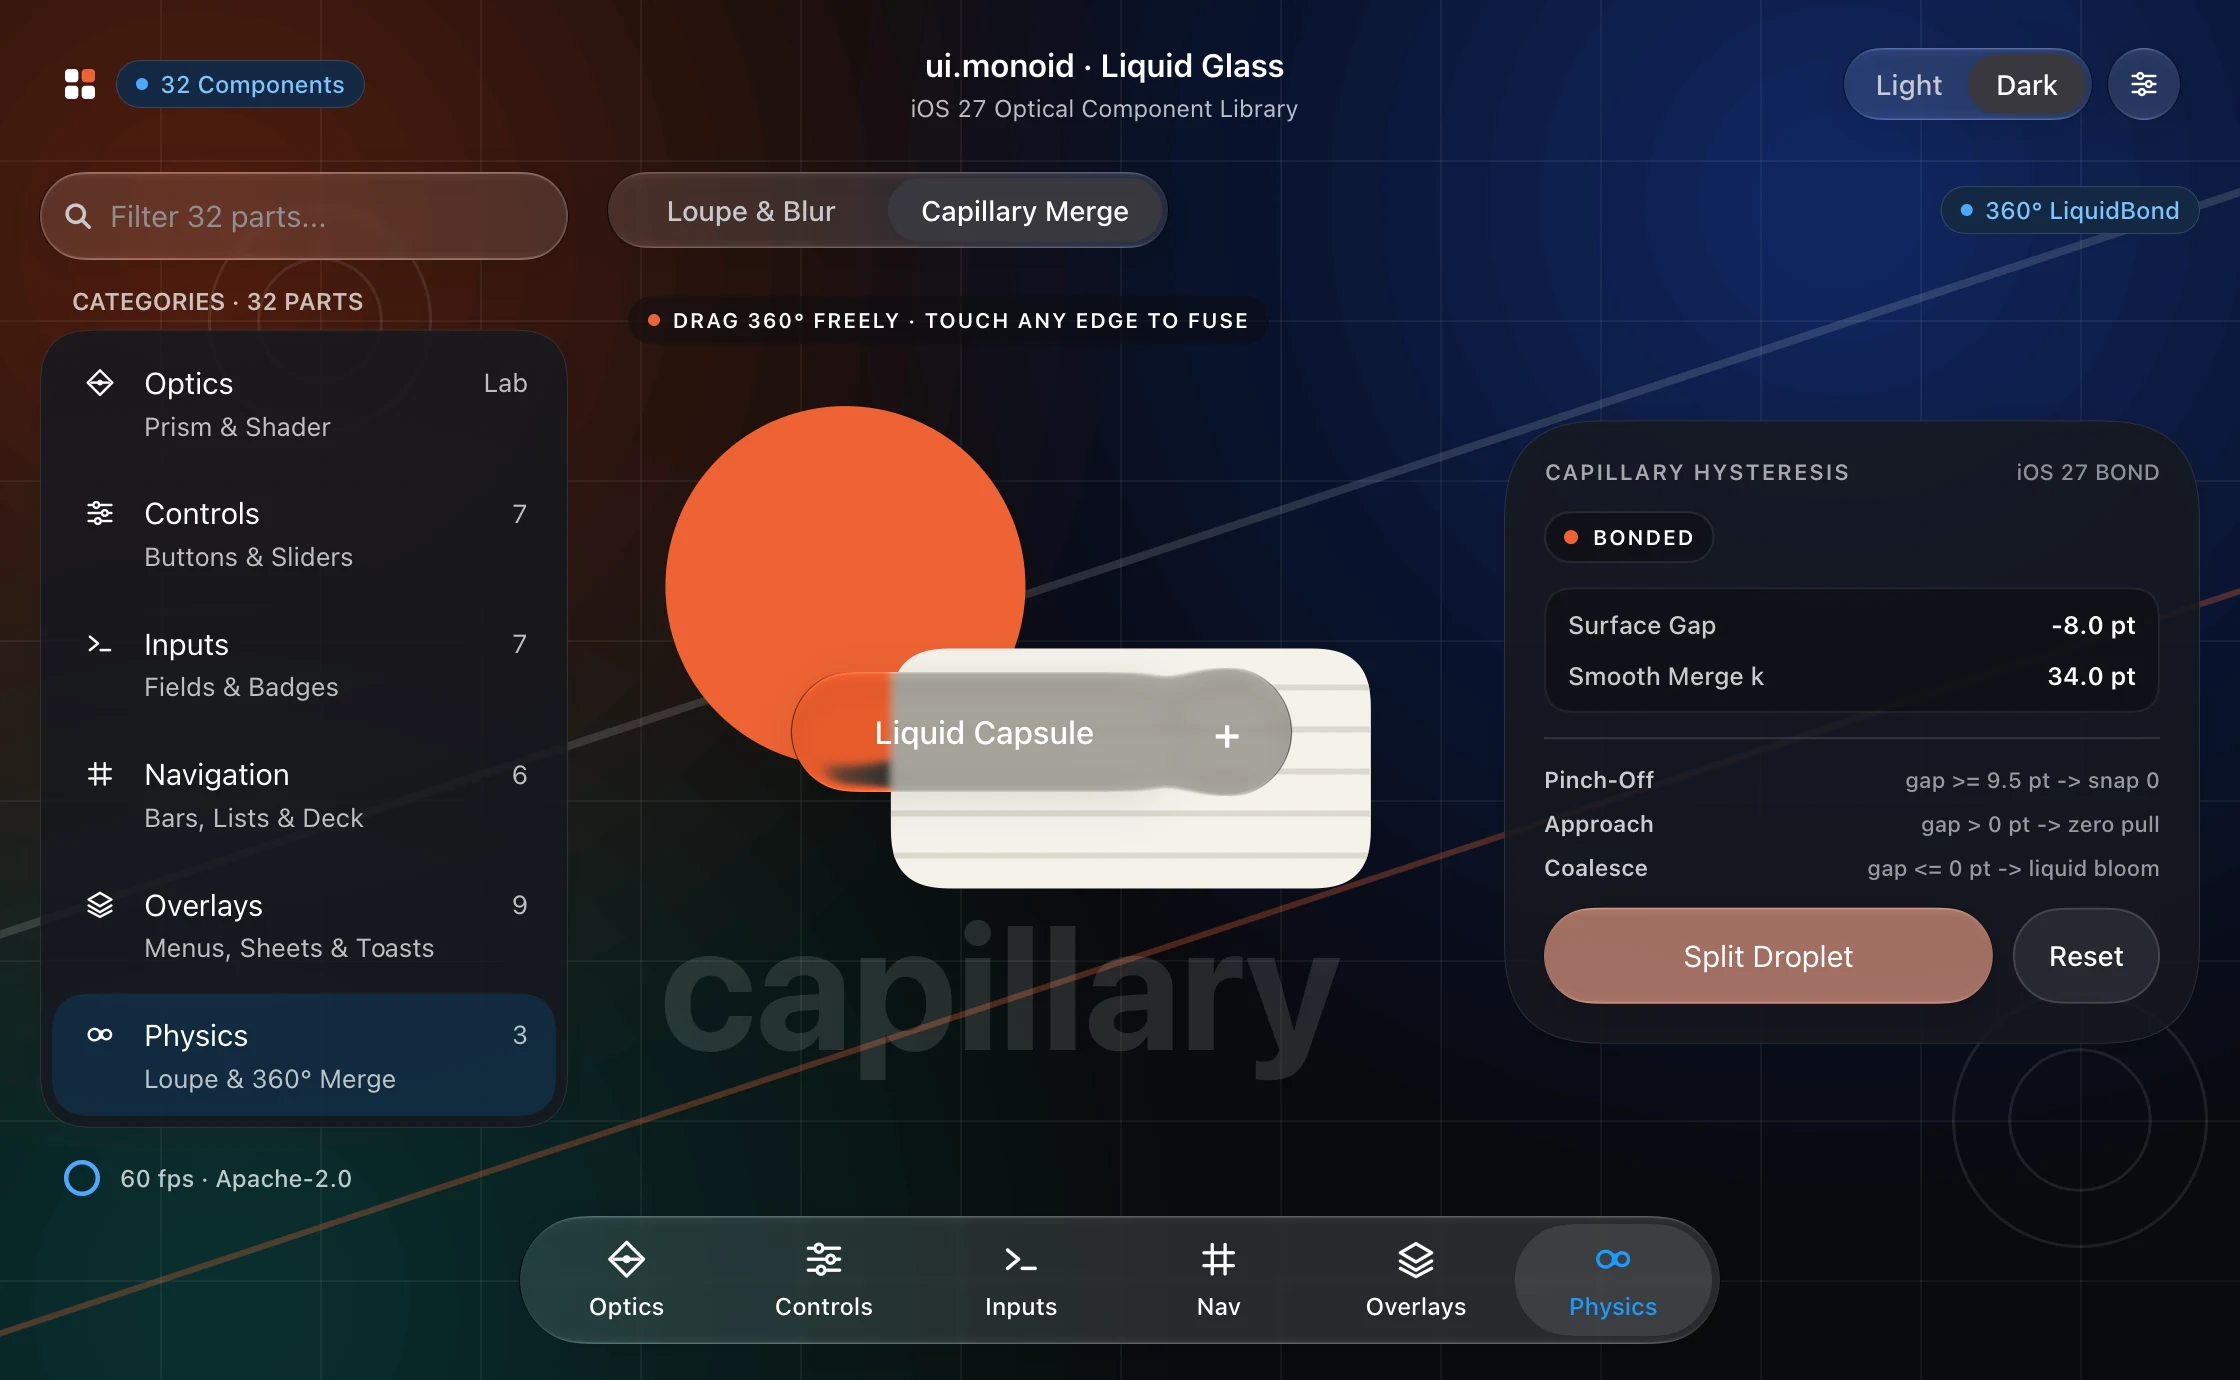 32 Components
ui.monoid · Liquid Glass
iOS 27 Optical Component Library
Light
Dark
Filter 32 parts...
Loupe & Blur
Capillary Merge
360° LiquidBond
CATEGORIES · 32 PARTS
DRAG 360° FREELY · TOUCH ANY EDGE TO FUSE
Optics
Lab
Prism & Shader
Controls
7
Buttons & Sliders
Inputs
7
Fields & Badges
Navigation
6
Bars, Lists & Deck
Overlays
9
Menus, Sheets & Toasts
Physics
3
Loupe & 360° Merge
60 fps · Apache-2.0
Liquid Capsule
+
capillary
CAPILLARY HYSTERESIS
iOS 27 BOND
BONDED
Surface Gap
-8.0 pt
Smooth Merge k
34.0 pt
Pinch-Off
gap >= 9.5 pt -> snap 0
Approach
gap > 0 pt -> zero pull
Coalesce
gap <= 0 pt -> liquid bloom
Split Droplet
Reset
Optics
Controls
Inputs
Nav
Overlays
Physics